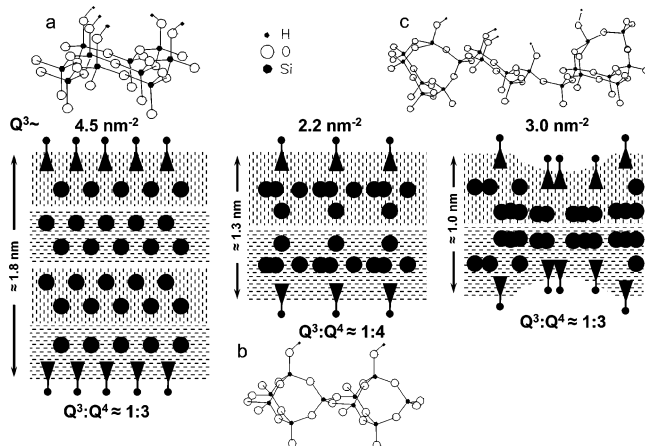 a
H
O
Si
c
Q³~ 4.5 nm⁻²
2.2 nm⁻²
3.0 nm⁻²
≈ 1.8 nm
≈ 1.3 nm
≈ 1.0 nm
Q³:Q⁴ ≈ 1:3
Q³:Q⁴ ≈ 1:4
Q³:Q⁴ ≈ 1:3
b